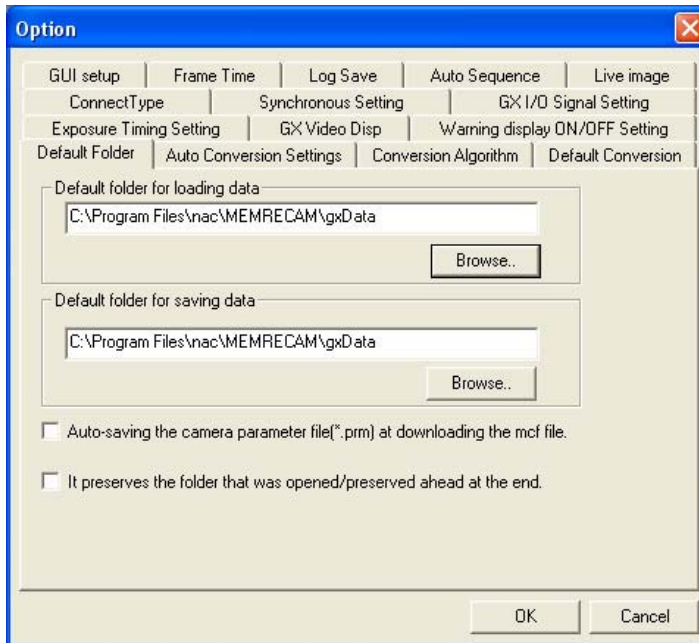 Option
GUI setup Frame Time Log Save Auto Sequence Live image
ConnectType Synchronous Setting GX I/O Signal Setting
Exposure Timing Setting GX Video Disp Warning display ON/OFF Setting
Default Folder Auto Conversion Settings Conversion Algorithm Default Conversion
Default folder for loading data
C:\Program Files\nac\MEMRECAM\gxData
Browse..
Default folder for saving data
C:\Program Files\nac\MEMRECAM\gxData
Browse..
Auto-saving the camera parameter file(*.prm) at downloading the mcf file.
It preserves the folder that was opened/preserved ahead at the end.
OK Cancel